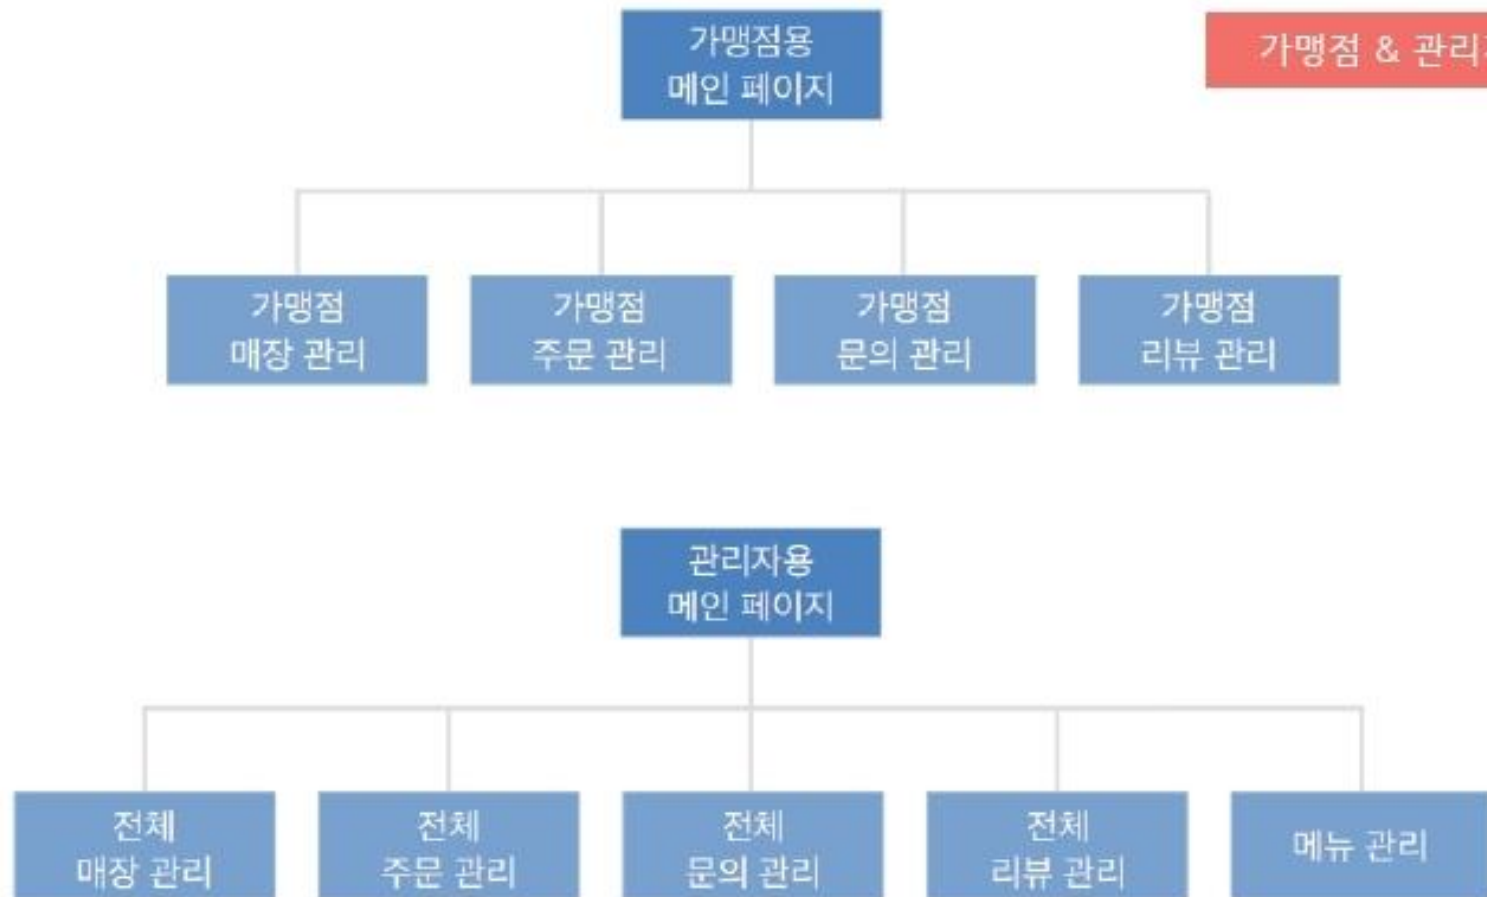 가맹점용
메인 페이지
가맹점 & 관리
가맹점
매장 관리
가맹점
주문 관리
가맹점
문의 관리
가맹점
리뷰 관리
관리자용
메인 페이지
전체
매장 관리
전체
주문 관리
전체
문의 관리
전체
리뷰 관리
메뉴 관리